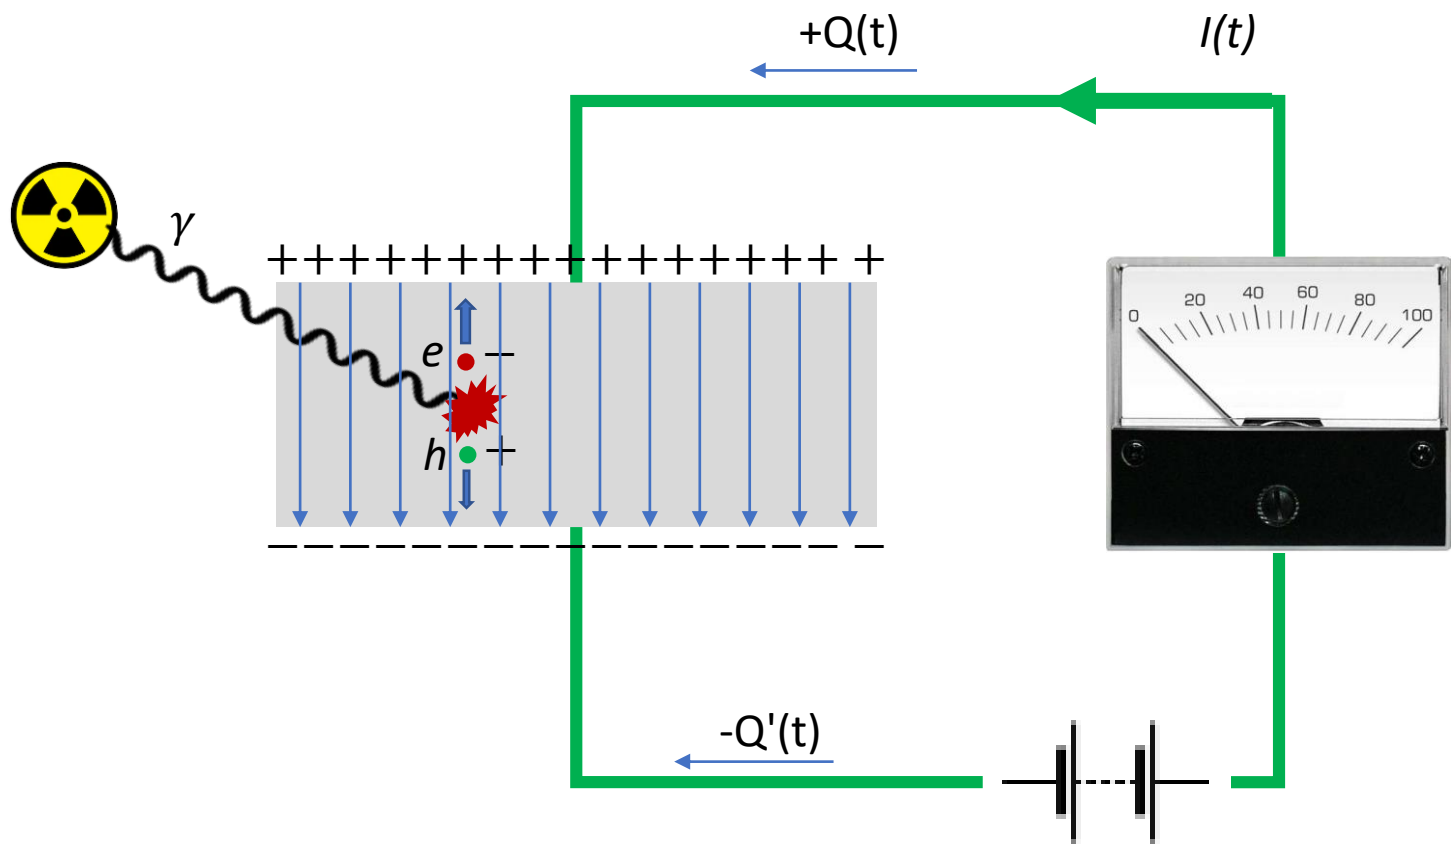 +Q(t)
I(t)
γ
+ + + + + + + + + + + + + + + + +
0 20 40 60 80 100
e −
h +
— — — — — — — — — — — — — — — — —
-Q'(t)